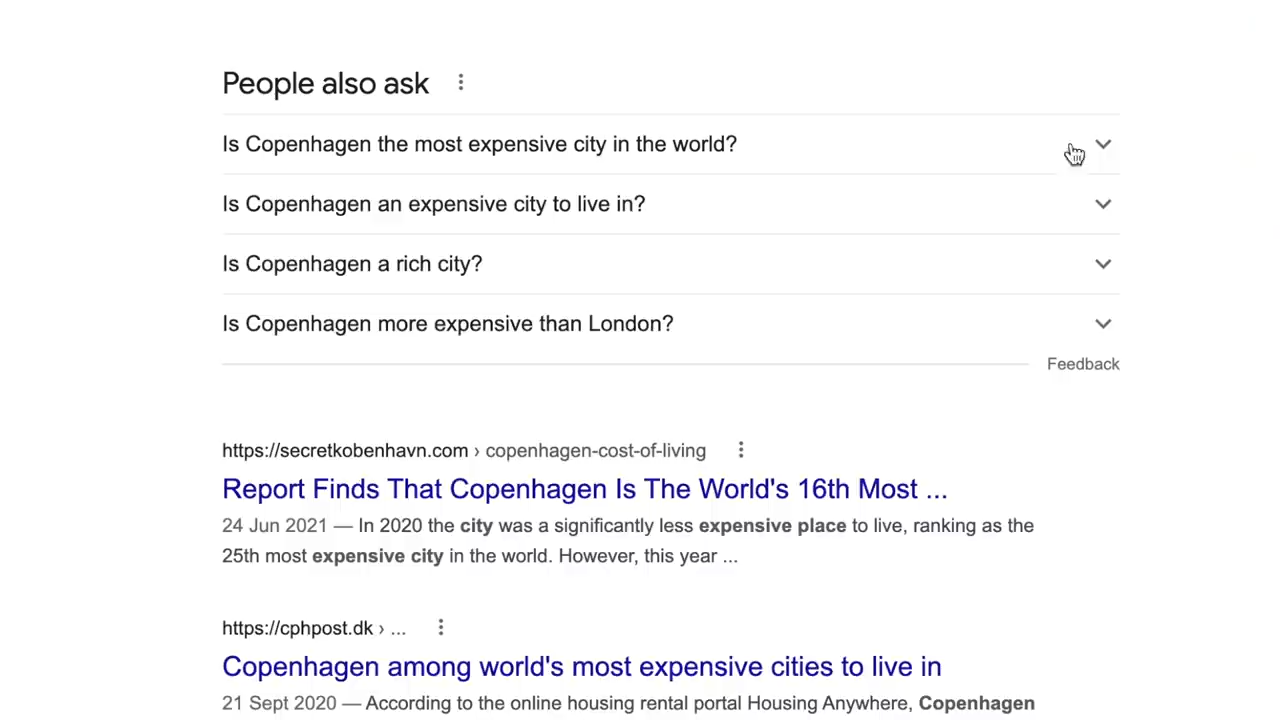 People also ask
Is Copenhagen the most expensive city in the world?
Is Copenhagen an expensive city to live in?
Is Copenhagen a rich city?
Is Copenhagen more expensive than London?
Feedback
https://secretkobenhavn.com › copenhagen-cost-of-living
Report Finds That Copenhagen Is The World's 16th Most ...
24 Jun 2021 — In 2020 the city was a significantly less expensive place to live, ranking as the
25th most expensive city in the world. However, this year ...
https://cphpost.dk › ...
Copenhagen among world's most expensive cities to live in
21 Sept 2020 — According to the online housing rental portal Housing Anywhere, Copenhagen